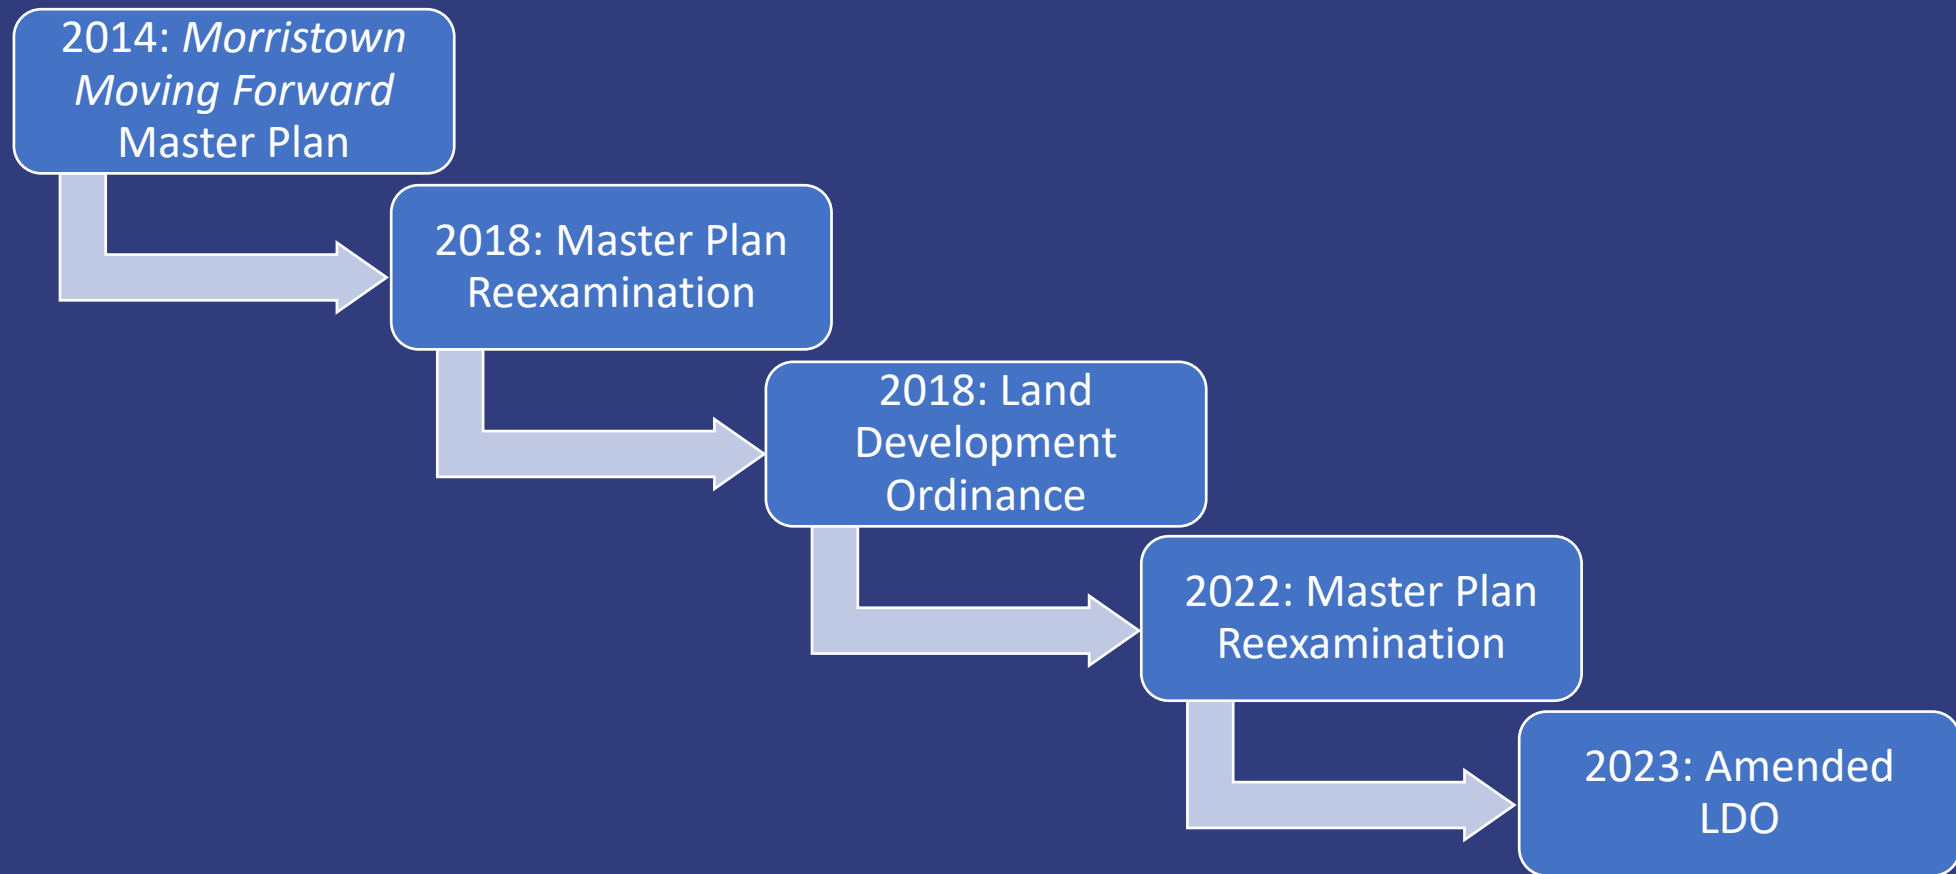 2014: Morristown
Moving Forward
Master Plan
2018: Master Plan
Reexamination
2018: Land
Development
Ordinance
2022: Master Plan
Reexamination
2023: Amended
LDO